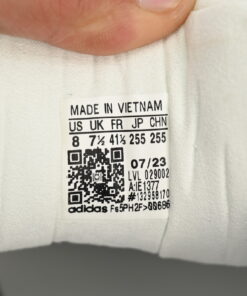 MADE IN VIETNAM
US UK FR JP CHN
8 7½ 41⅓ 255 255
07/23
LVL 029002
A:IE1377
#132958170
adidas